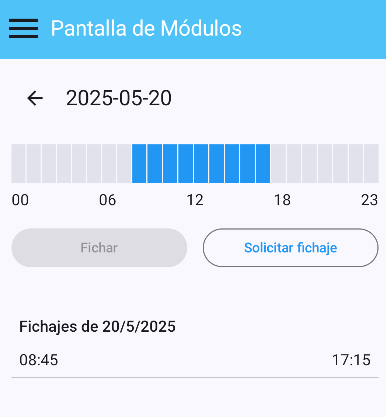 Pantalla de Módulos
2025-05-20
00 06 12 18 23
Fichar Solicitar fichaje
Fichajes de 20/5/2025
08:45 17:15